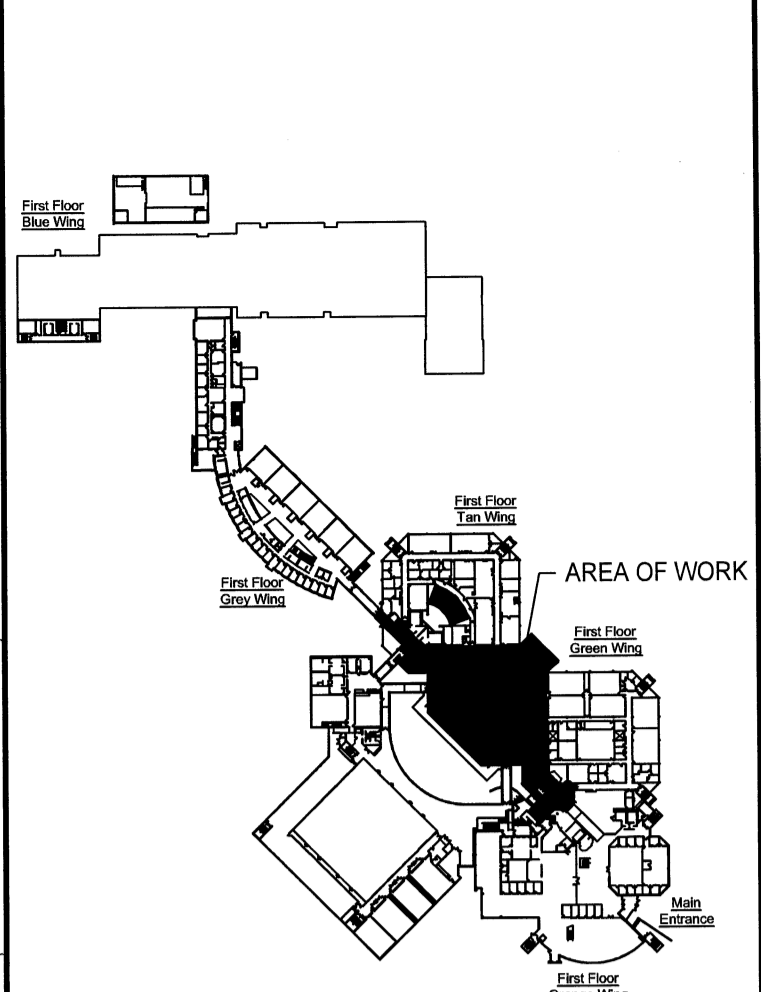 First Floor
Blue Wing
First Floor
Tan Wing
AREA OF WORK
First Floor
Grey Wing
First Floor
Green Wing
Main
Entrance
First Floor